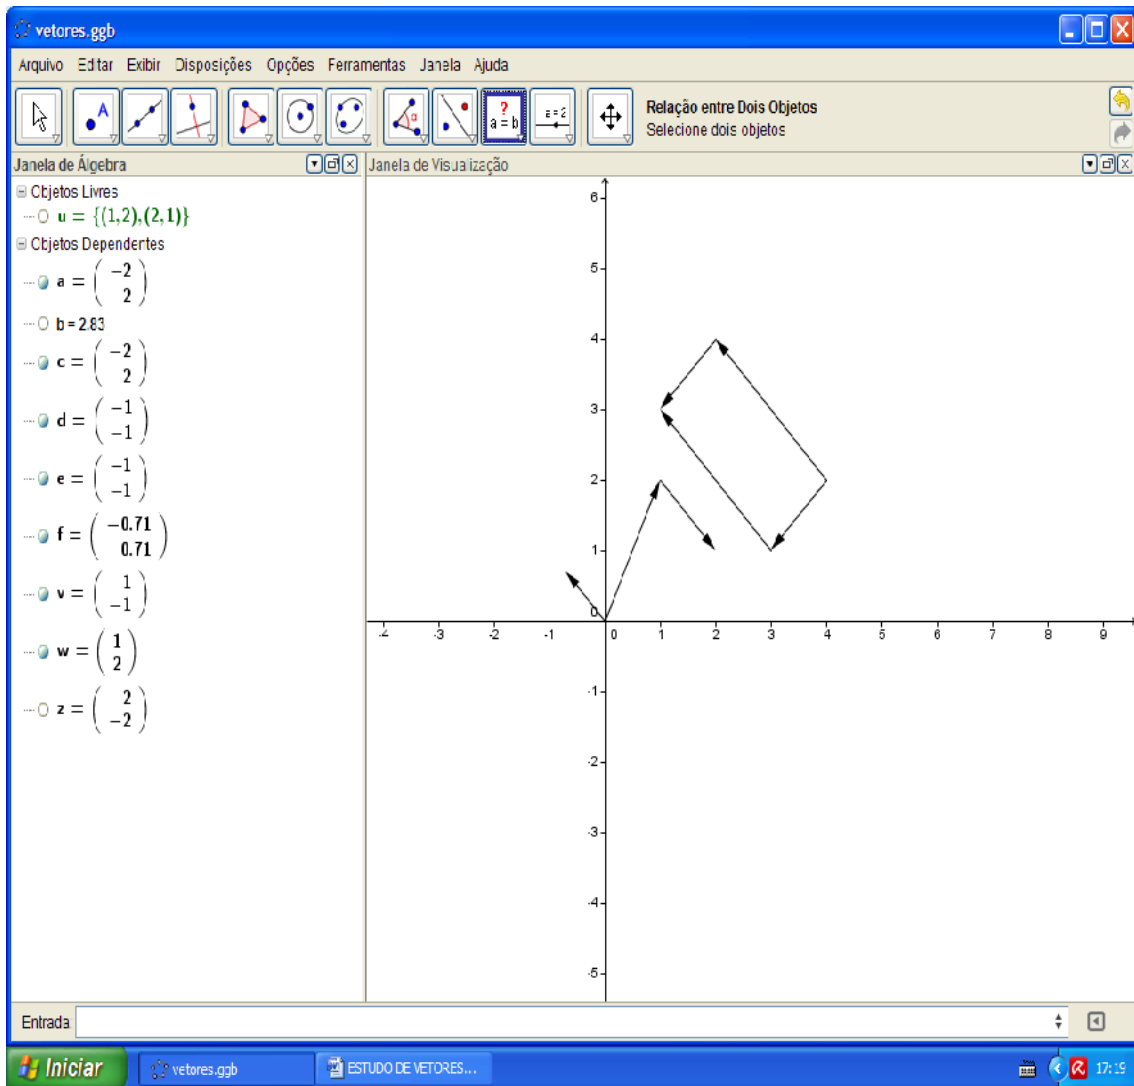 vetores.ggb
Arquivo Editar Exibir Disposições Opções Ferramentas Janela Ajuda
A
α
? a = b
a = 2
Relação entre Dois Objetos
Selecione dois objetos
Janela de Álgebra
Janela de Visualização
Objetos Livres
u = {(1,2),(2,1)}
Objetos Dependentes
a = ( -2 2 )
b = 2.83
c = ( -2 2 )
d = ( -1 -1 )
e = ( -1 -1 )
f = ( -0.71 0.71 )
v = ( 1 -1 )
w = ( 1 2 )
z = ( 2 -2 )
6
5
4
3
2
1
0
-4 -3 -2 -1 0 1 2 3 4 5 6 7 8 9
-1
-2
-3
-4
-5
Entrada
Iniciar vetores.ggb ESTUDO DE VETORES... 17:19